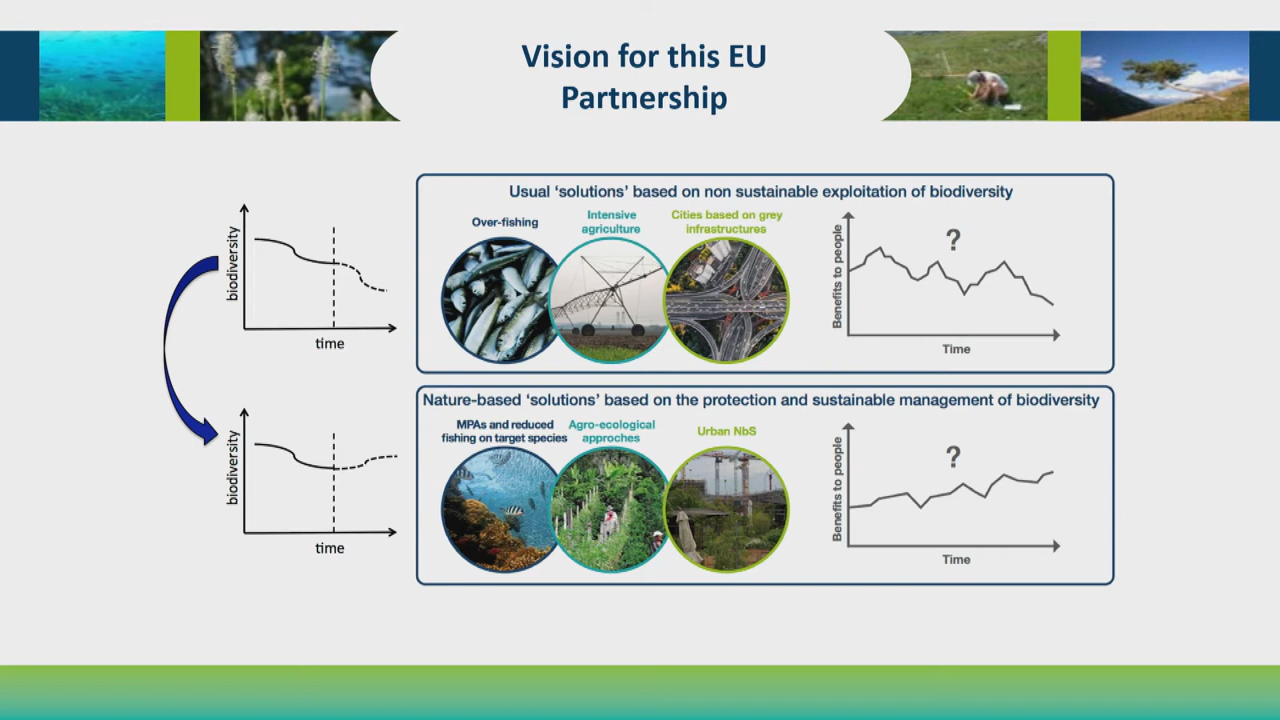 Vision for this EU
Partnership
biodiversity
time
Usual ‘solutions’ based on non sustainable exploitation of biodiversity
Over-fishing
Intensive
agriculture
Cities based on grey
infrastructures
Benefits to people
?
Time
biodiversity
time
Nature-based ‘solutions’ based on the protection and sustainable management of biodiversity
MPAs and reduced
fishing on target species
Agro-ecological
approches
Urban NbS
Benefits to people
?
Time